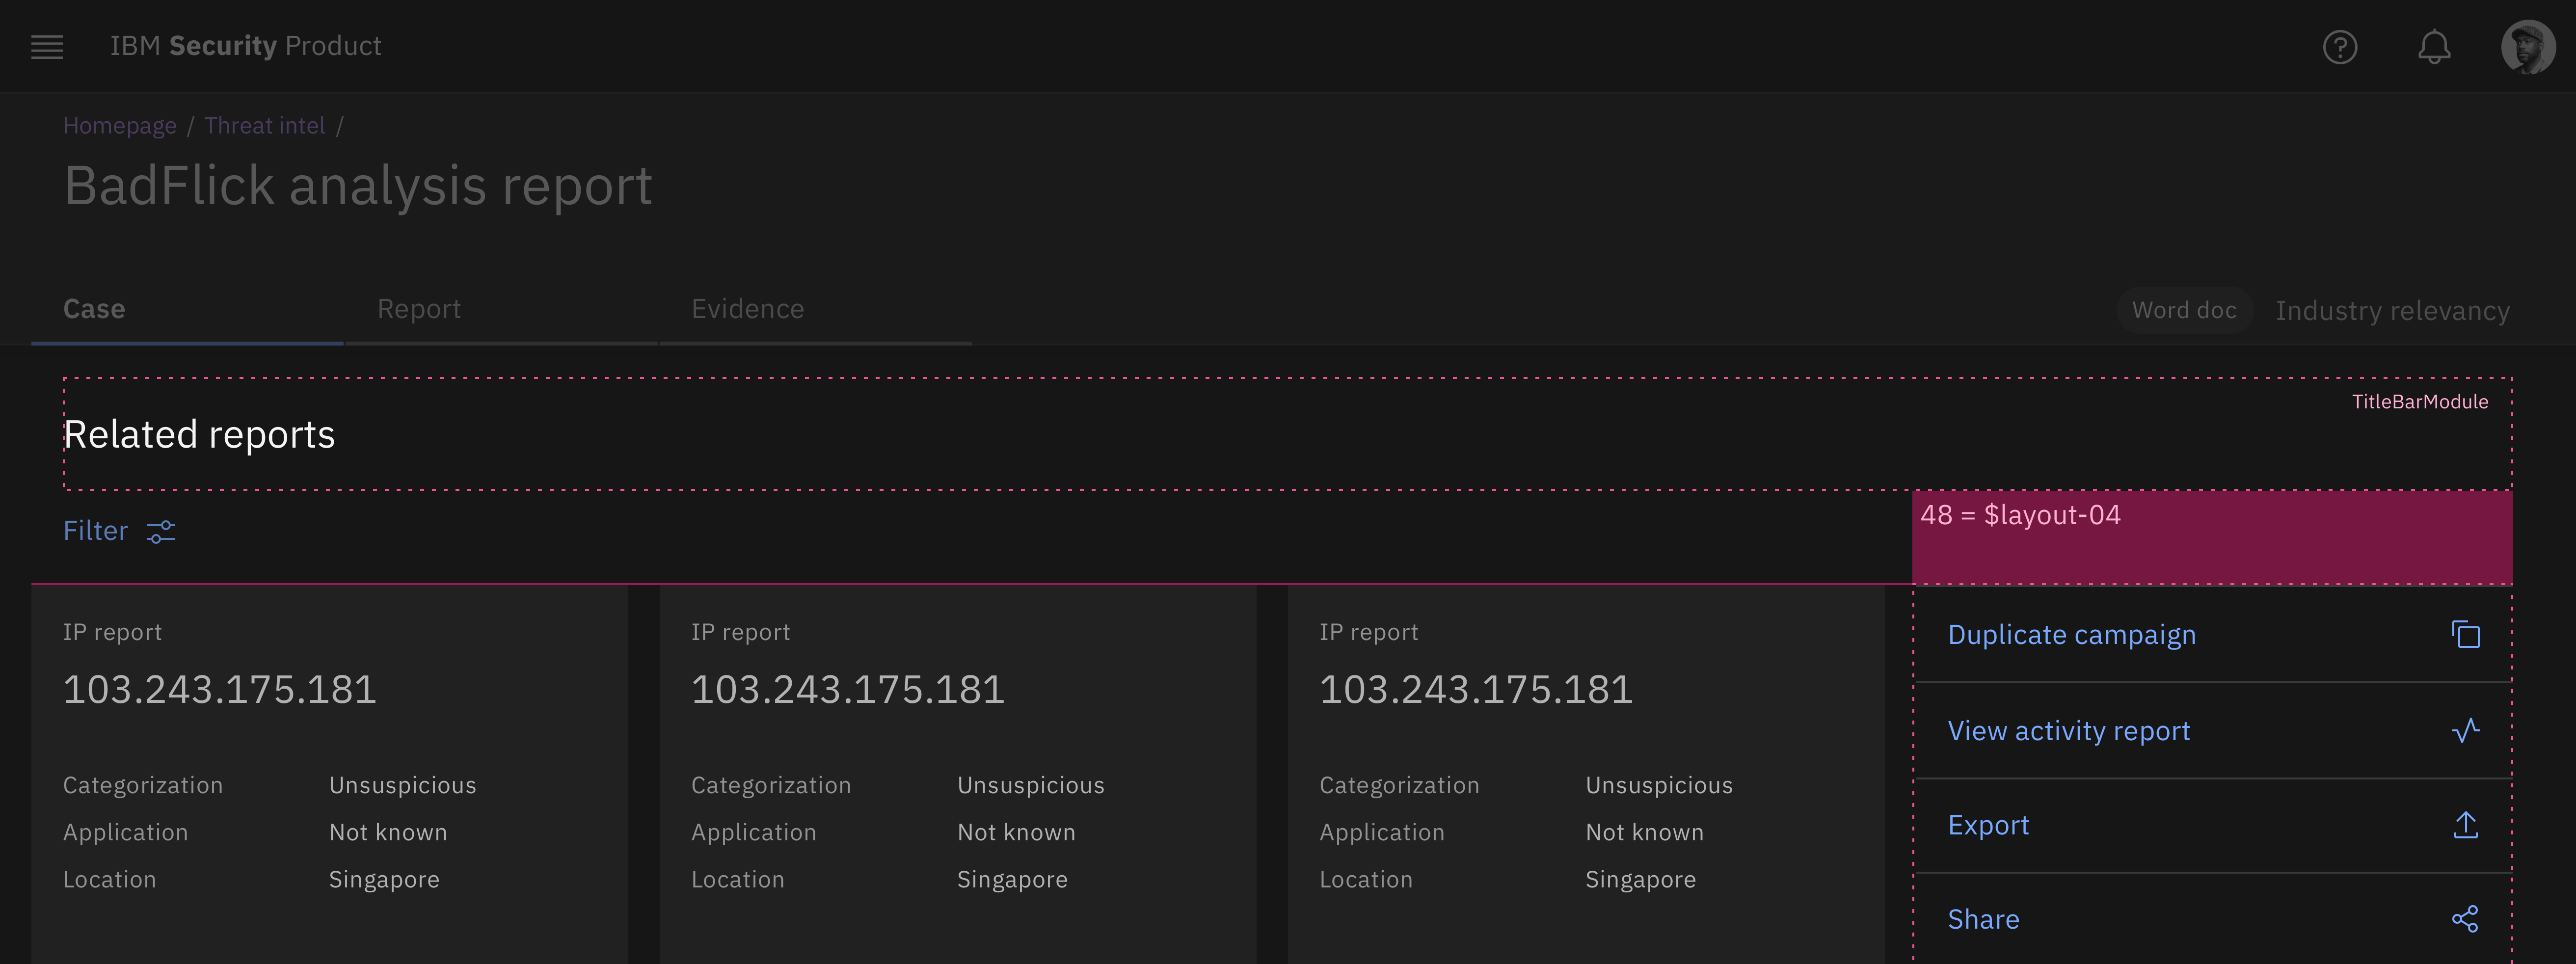 IBM Security Product
Homepage / Threat intel /
BadFlick analysis report
Case Report Evidence Word doc Industry relevancy
TitleBarModule
Related reports
48 = $layout-04
Filter
IP report IP report IP report
103.243.175.181 103.243.175.181 103.243.175.181
Categorization Unsuspicious Categorization Unsuspicious Categorization Unsuspicious
Application Not known Application Not known Application Not known
Location Singapore Location Singapore Location Singapore
Duplicate campaign
View activity report
Export
Share